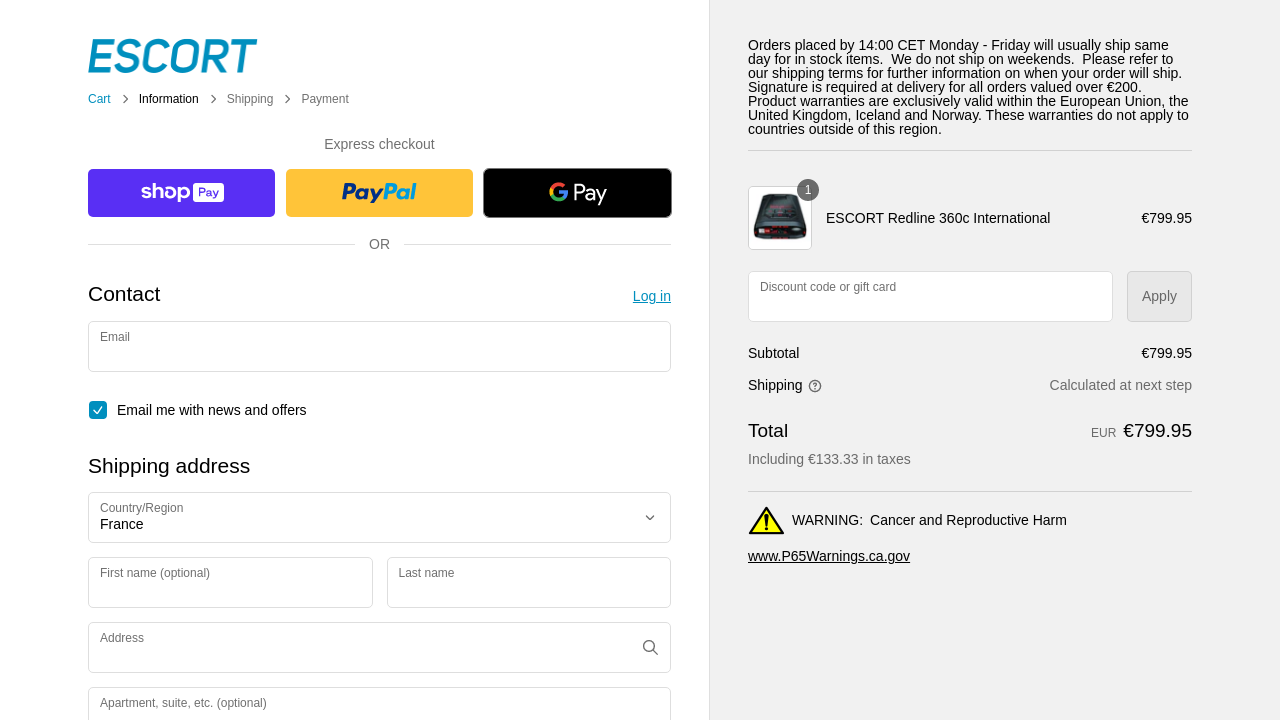 ESCORT
Cart > Information > Shipping > Payment
Express checkout
shop Pay
PayPal
G Pay
OR
Contact
Log in
Email
Email me with news and offers
Shipping address
Country/Region
France
First name (optional)
Last name
Address
Apartment, suite, etc. (optional)
Orders placed by 14:00 CET Monday - Friday will usually ship same
day for in stock items.  We do not ship on weekends.  Please refer to
our shipping terms for further information on when your order will ship.
Signature is required at delivery for all orders valued over €200.
Product warranties are exclusively valid within the European Union, the
United Kingdom, Iceland and Norway. These warranties do not apply to
countries outside of this region.
1
ESCORT Redline 360c International
€799.95
Discount code or gift card
Apply
Subtotal
€799.95
Shipping
Calculated at next step
Total
EUR €799.95
Including €133.33 in taxes
WARNING:  Cancer and Reproductive Harm
www.P65Warnings.ca.gov